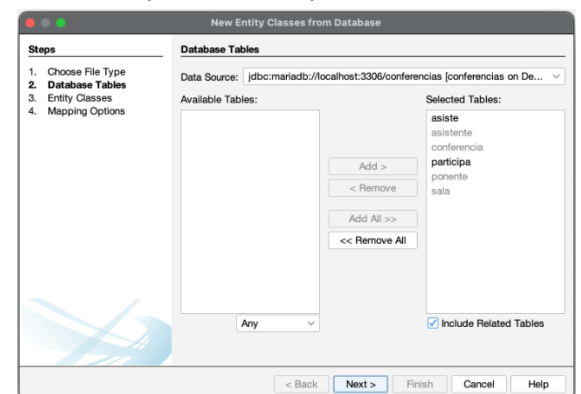 New Entity Classes from Database
Steps
1. Choose File Type
2. Database Tables
3. Entity Classes
4. Mapping Options
Database Tables
Data Source: jdbc:mariadb://localhost:3306/conferencias [conferencias on De...
Available Tables:
Selected Tables:
asiste
asistente
conferencia
participa
ponente
sala
Add >
< Remove
Add All >>
<< Remove All
Any
Include Related Tables
< Back
Next >
Finish
Cancel
Help